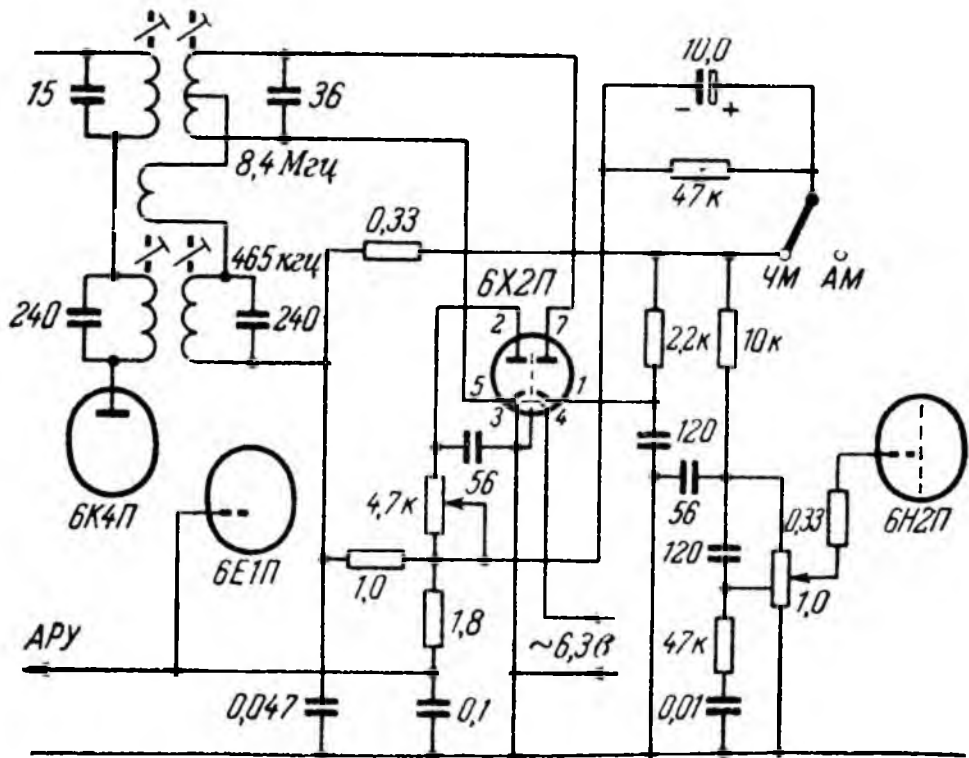 10,0
15
36
- +
8,4 Мгц
47к
0,33
465 кгц
ЧМ АМ
6Х2П
240
240
2 7
2,2к
10к
5 1
3 4
120
56
56
6К4П
4,7к
0,33
6Н2П
6Е1П
120
1,0
1,0
1,8
АРУ
~6,3в
47к
0,047
0,1
0,01